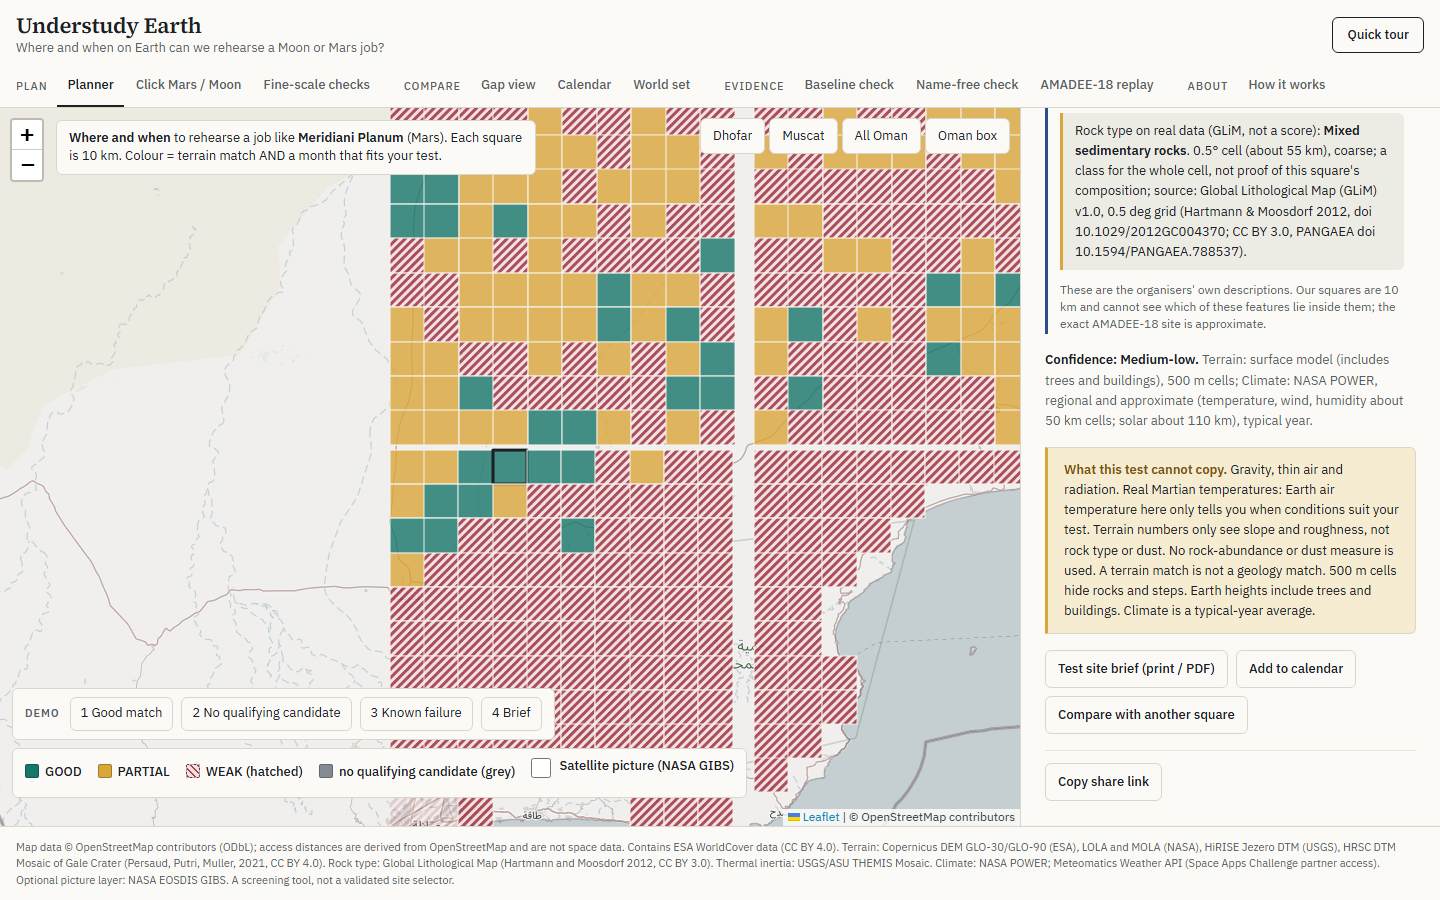 Understudy Earth
Where and when on Earth can we rehearse a Moon or Mars job?
Quick tour
PLAN Planner Click Mars / Moon Fine-scale checks COMPARE Gap view Calendar World set EVIDENCE Baseline check Name-free check AMADEE-18 replay ABOUT How it works
+
−
Where and when to rehearse a job like Meridiani Planum (Mars). Each square
is 10 km. Colour = terrain match AND a month that fits your test.
Dhofar Muscat All Oman Oman box
DEMO 1 Good match 2 No qualifying candidate 3 Known failure 4 Brief
GOOD PARTIAL WEAK (hatched) no qualifying candidate (grey) Satellite picture (NASA GIBS)
طاقة
Leaflet | © OpenStreetMap contributors
Rock type on real data (GLiM, not a score): Mixed
sedimentary rocks. 0.5° cell (about 55 km), coarse; a
class for the whole cell, not proof of this square's
composition; source: Global Lithological Map (GLiM)
v1.0, 0.5 deg grid (Hartmann & Moosdorf 2012, doi
10.1029/2012GC004370; CC BY 3.0, PANGAEA doi
10.1594/PANGAEA.788537).
These are the organisers' own descriptions. Our squares are 10
km and cannot see which of these features lie inside them; the
exact AMADEE-18 site is approximate.
Confidence: Medium-low. Terrain: surface model (includes
trees and buildings), 500 m cells; Climate: NASA POWER,
regional and approximate (temperature, wind, humidity about
50 km cells; solar about 110 km), typical year.
What this test cannot copy. Gravity, thin air and
radiation. Real Martian temperatures: Earth air
temperature here only tells you when conditions suit your
test. Terrain numbers only see slope and roughness, not
rock type or dust. No rock-abundance or dust measure is
used. A terrain match is not a geology match. 500 m cells
hide rocks and steps. Earth heights include trees and
buildings. Climate is a typical-year average.
Test site brief (print / PDF) Add to calendar
Compare with another square
Copy share link
Map data © OpenStreetMap contributors (ODbL); access distances are derived from OpenStreetMap and are not space data. Contains ESA WorldCover data (CC BY 4.0). Terrain: Copernicus DEM GLO-30/GLO-90 (ESA), LOLA and MOLA (NASA), HiRISE Jezero DTM (USGS), HRSC DTM
Mosaic of Gale Crater (Persaud, Putri, Muller, 2021, CC BY 4.0). Rock type: Global Lithological Map (Hartmann and Moosdorf 2012, CC BY 3.0). Thermal inertia: USGS/ASU THEMIS Mosaic. Climate: NASA POWER; Meteomatics Weather API (Space Apps Challenge partner access).
Optional picture layer: NASA EOSDIS GIBS. A screening tool, not a validated site selector.